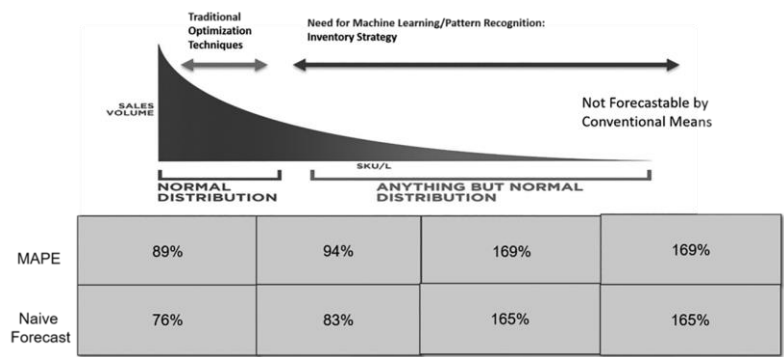 Traditional
Optimization
Techniques
Need for Machine Learning/Pattern Recognition:
Inventory Strategy
SALES
VOLUME
Not Forecastable by
Conventional Means
SKU/L
NORMAL
DISTRIBUTION
ANYTHING BUT NORMAL
DISTRIBUTION
MAPE 89% 94% 169% 169%
Naive
Forecast 76% 83% 165% 165%